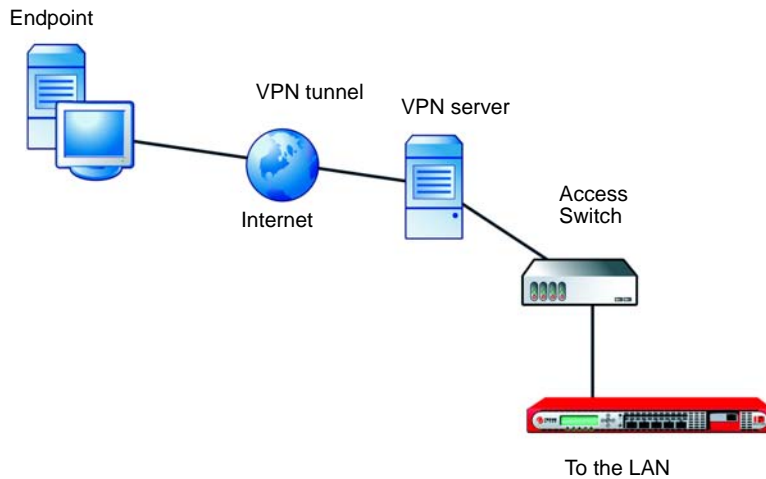 Endpoint
VPN tunnel
VPN server
Internet
Access
Switch
To the LAN